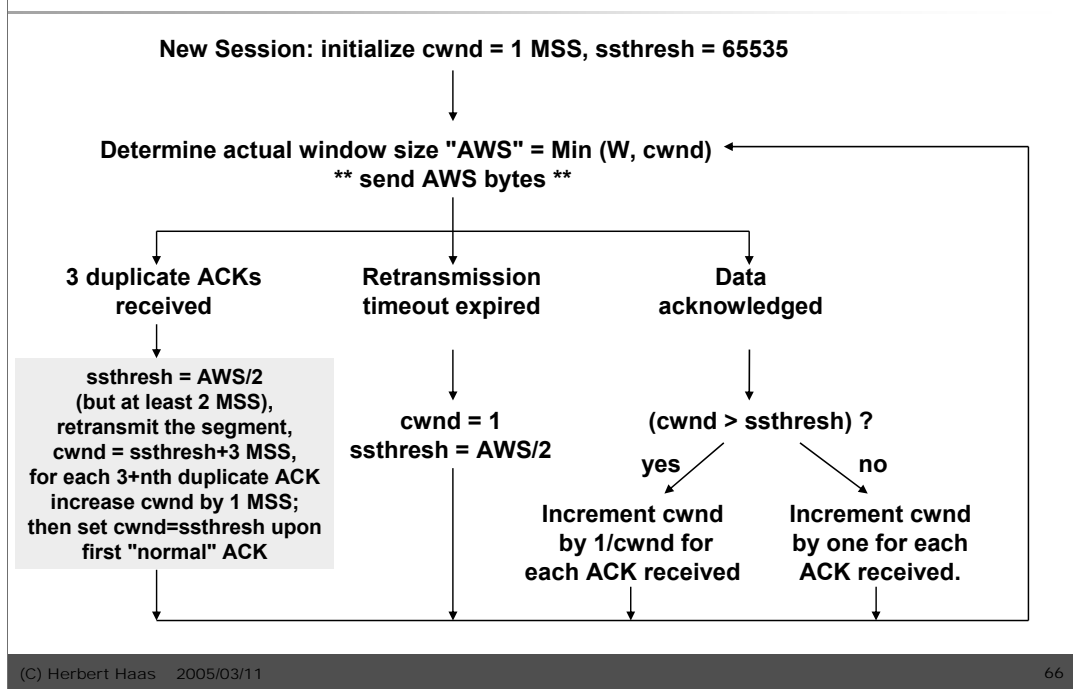 New Session: initialize cwnd = 1 MSS, ssthresh = 65535
Determine actual window size "AWS" = Min (W, cwnd)
** send AWS bytes **
3 duplicate ACKs
received
Retransmission
timeout expired
Data
acknowledged
ssthresh = AWS/2
(but at least 2 MSS),
retransmit the segment,
cwnd = ssthresh+3 MSS,
for each 3+nth duplicate ACK
increase cwnd by 1 MSS;
then set cwnd=ssthresh upon
first "normal" ACK
cwnd = 1
ssthresh = AWS/2
(cwnd > ssthresh) ?
yes
no
Increment cwnd
by 1/cwnd for
each ACK received
Increment cwnd
by one for each
ACK received.
(C) Herbert Haas 2005/03/11
66